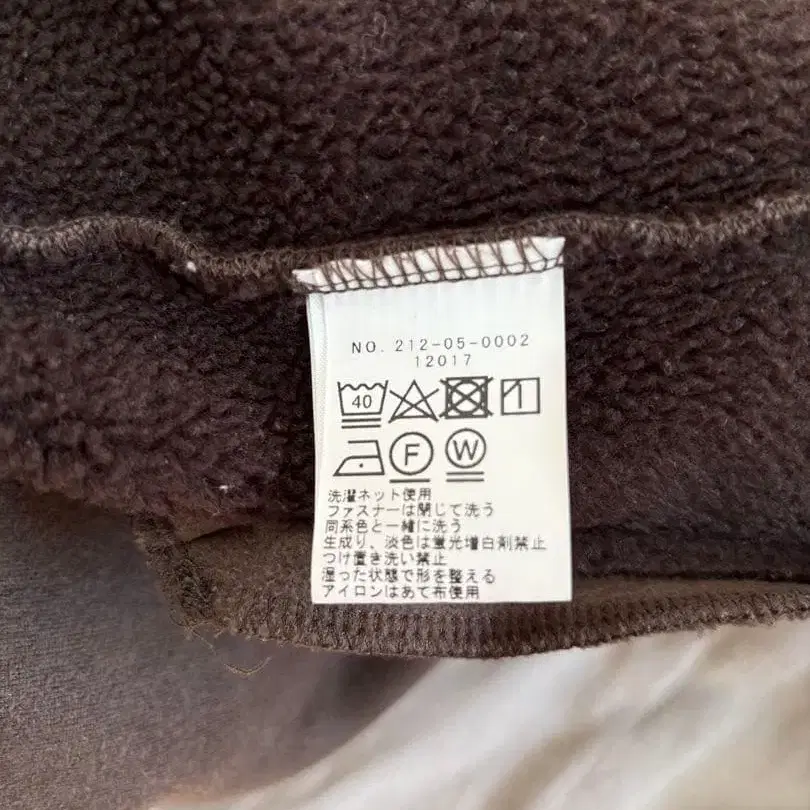 NO. 212-05-0002
12017
40
F W
洗濯ネット使用
ファスナーは閉じて洗う
同系色と一緒に洗う
生成り、淡色は蛍光増白剤禁止
つけ置き洗い禁止
湿った状態で形を整える
アイロンはあて布使用